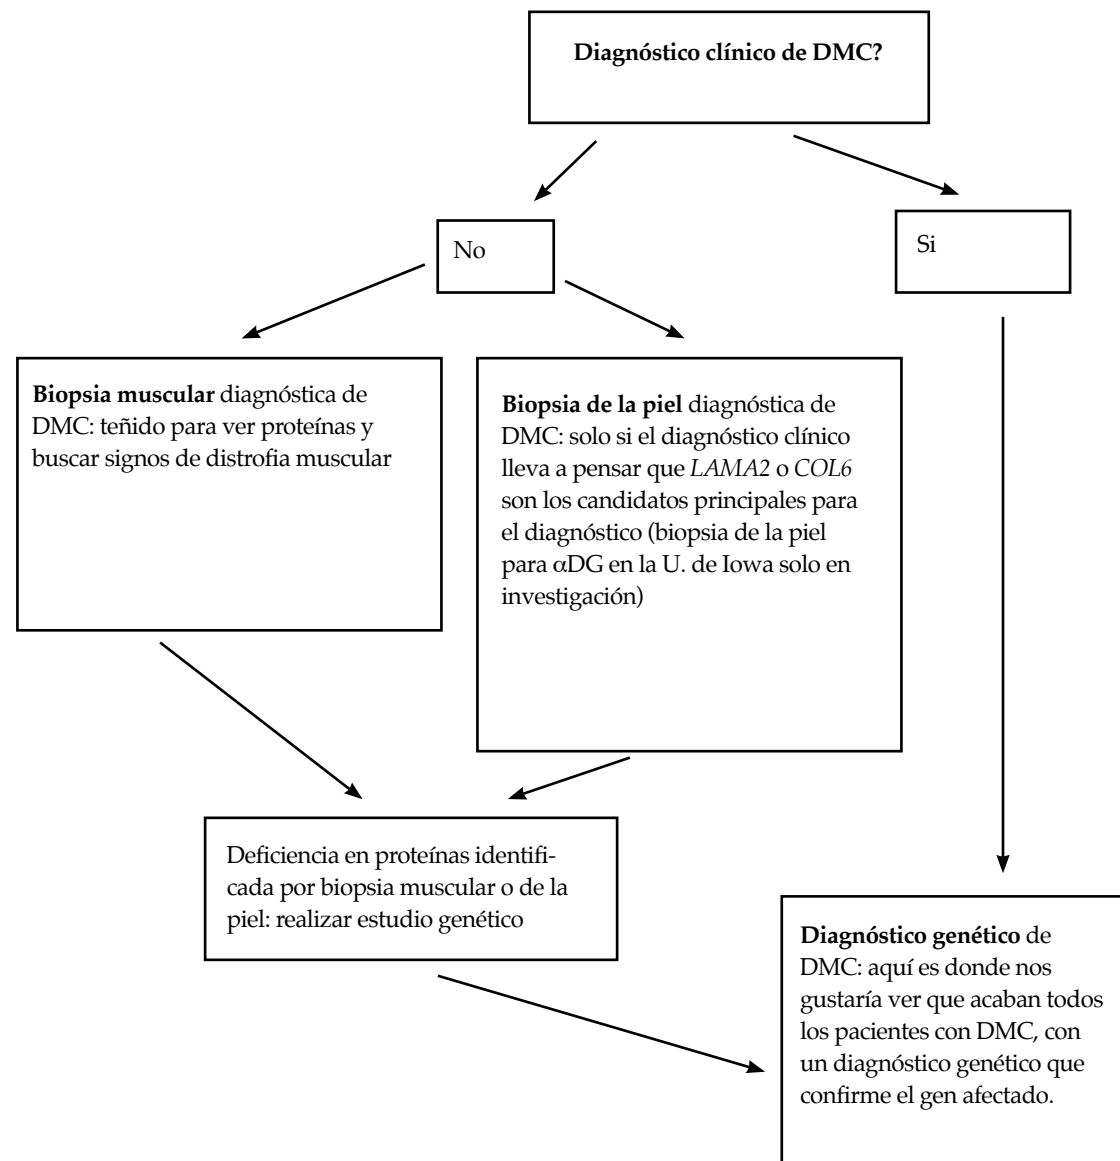 Diagnóstico clínico de DMC?
No
Si
Biopsia muscular diagnóstica de
DMC: teñido para ver proteínas y
buscar signos de distrofia muscular
Biopsia de la piel diagnóstica de
DMC: solo si el diagnóstico clínico
lleva a pensar que LAMA2 o COL6
son los candidatos principales para
el diagnóstico (biopsia de la piel
para αDG en la U. de Iowa solo en
investigación)
Deficiencia en proteínas identifi-
cada por biopsia muscular o de la
piel: realizar estudio genético
Diagnóstico genético de
DMC: aquí es donde nos
gustaría ver que acaban todos
los pacientes con DMC, con
un diagnóstico genético que
confirme el gen afectado.